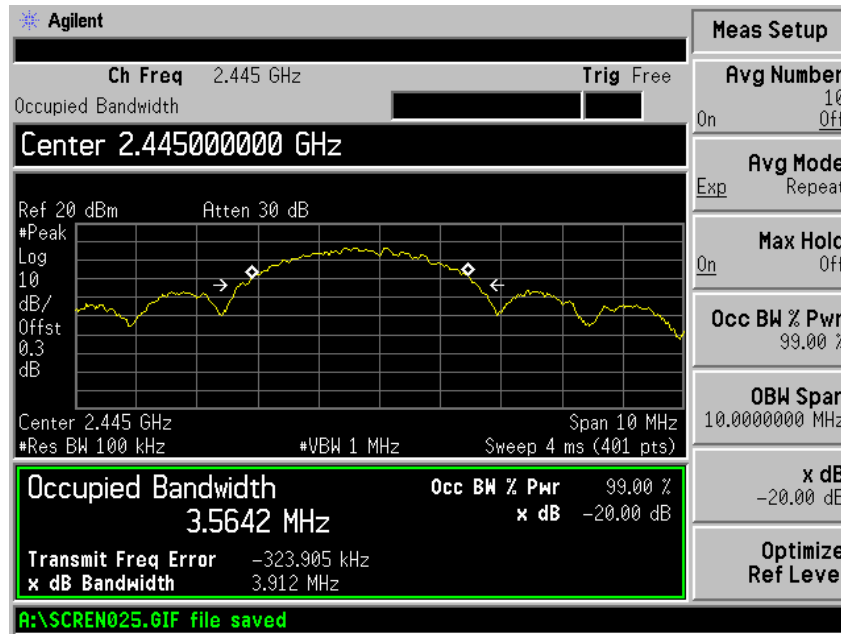 Agilent
Meas Setup
Ch Freq 2.445 GHz Trig Free
Occupied Bandwidth
Center 2.445000000 GHz
Ref 20 dBm Atten 30 dB
#Peak
Log
10
dB/
Offst
0.3
dB
Center 2.445 GHz Span 10 MHz
#Res BW 100 kHz #VBW 1 MHz Sweep 4 ms (401 pts)
Occupied Bandwidth
3.5642 MHz
Occ BW % Pwr 99.00 %
x dB -20.00 dB
Transmit Freq Error -323.905 kHz
x dB Bandwidth 3.912 MHz
A:\SCREN025.GIF file saved
Avg Number
10
On Off
Avg Mode
Exp Repeat
Max Hold
On Off
Occ BW % Pwr
99.00 %
OBW Span
10.0000000 MHz
x dB
-20.00 dB
Optimize
Ref Level